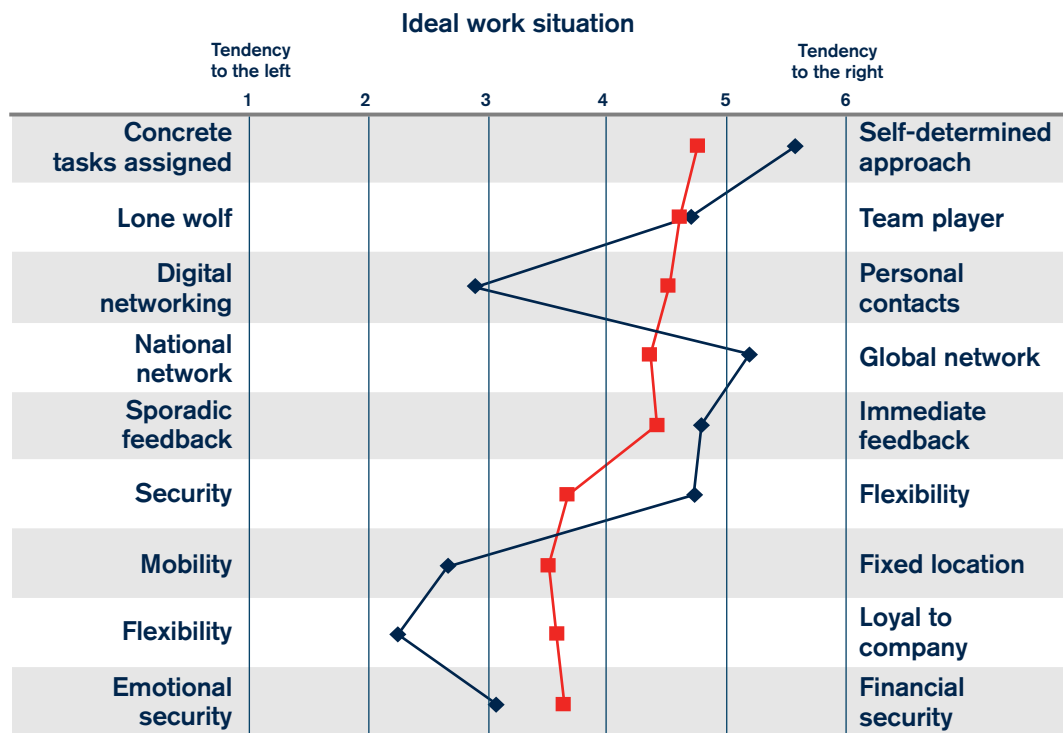 Ideal work situation
Tendency
to the left
Tendency
to the right
1 2 3 4 5 6
Concrete
tasks assigned
Self-determined
approach
Lone wolf
Team player
Digital
networking
Personal
contacts
National
network
Global network
Sporadic
feedback
Immediate
feedback
Security
Flexibility
Mobility
Fixed location
Flexibility
Loyal to
company
Emotional
security
Financial
security